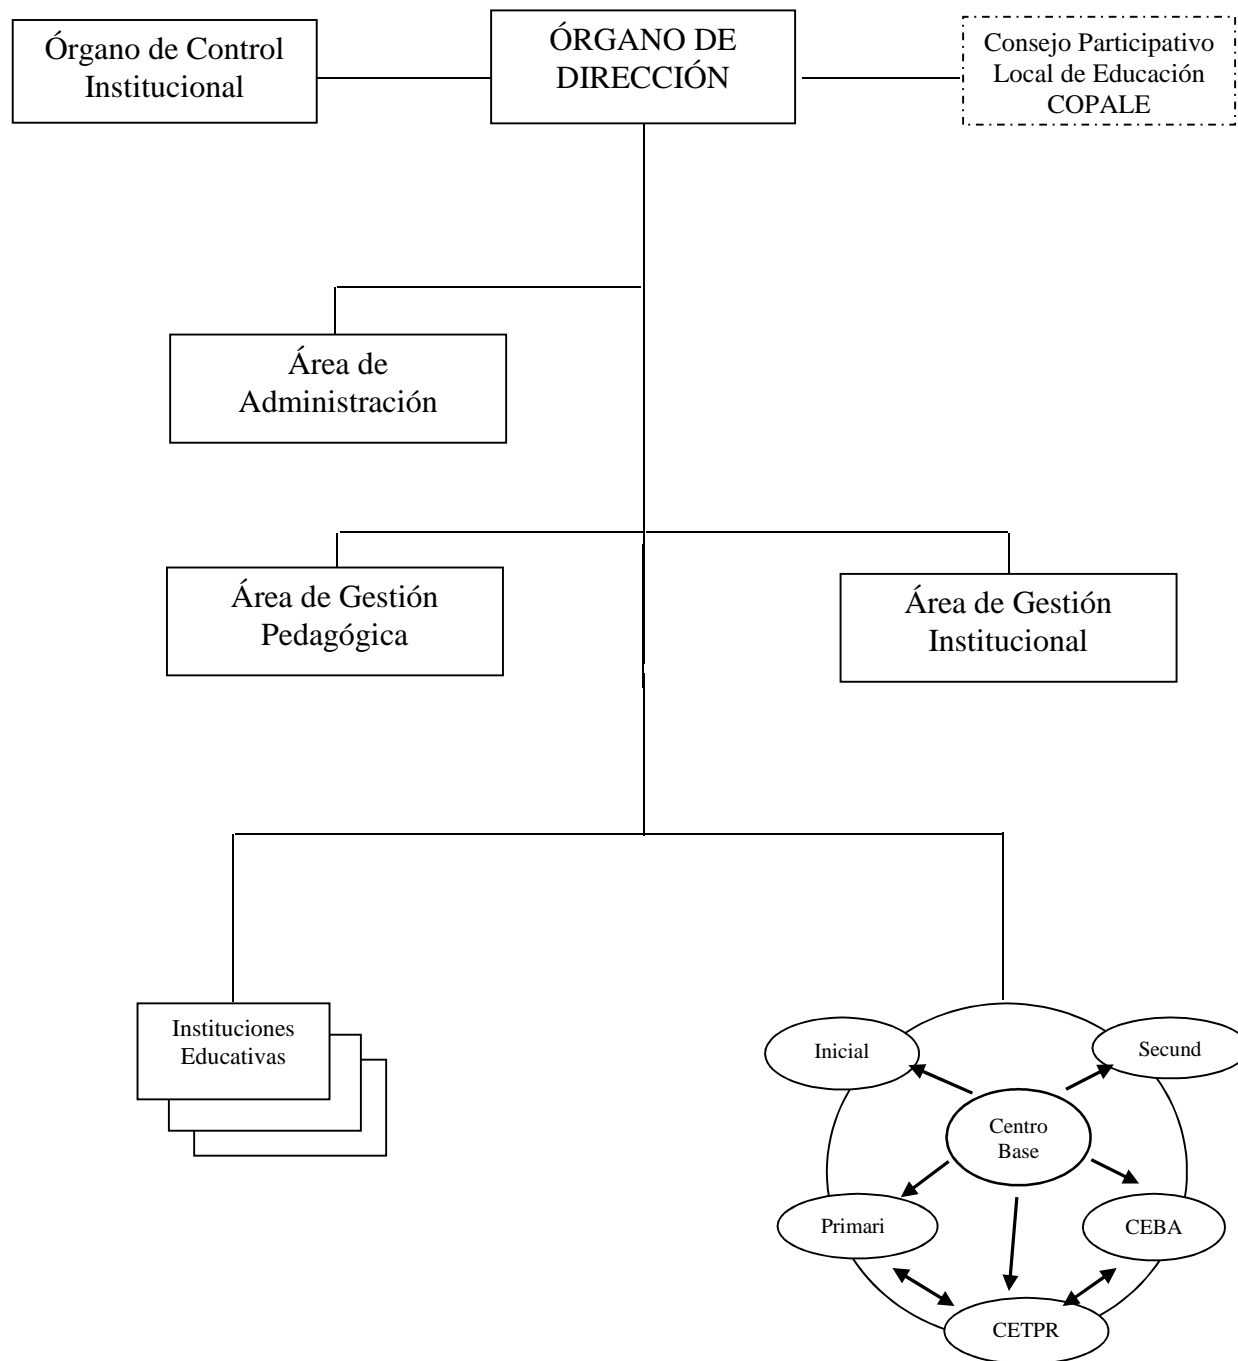 Órgano de Control
Institucional
ÓRGANO DE
DIRECCIÓN
Consejo Participativo
Local de Educación
COPALE
Área de
Administración
Área de Gestión
Pedagógica
Área de Gestión
Institucional
Instituciones
Educativas
Inicial
Secund
Centro
Base
Primari
CEBA
CETPR